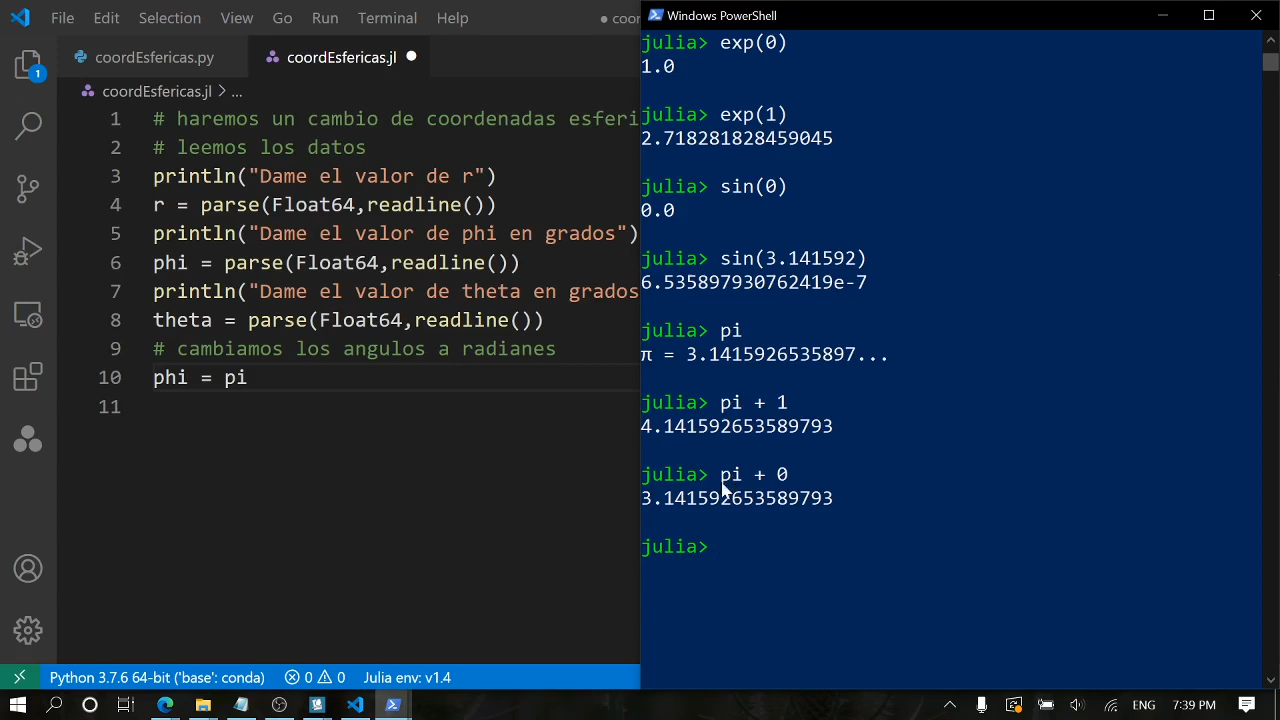 File Edit Selection View Go Run Terminal Help ● coor
Windows PowerShell
coordEsfericas.py coordEsfericas.jl ●
coordEsfericas.jl > ...
1
1 # haremos un cambio de coordenadas esferi
2 # leemos los datos
3 println("Dame el valor de r")
4 r = parse(Float64,readline())
5 println("Dame el valor de phi en grados")
6 phi = parse(Float64,readline())
7 println("Dame el valor de theta en grados
8 theta = parse(Float64,readline())
9 # cambiamos los angulos a radianes
10 phi = pi
11
julia> exp(0)
1.0
julia> exp(1)
2.718281828459045
julia> sin(0)
0.0
julia> sin(3.141592)
6.535897930762419e-7
julia> pi
π = 3.1415926535897...
julia> pi + 1
4.141592653589793
julia> pi + 0
3.141592653589793
julia>
Python 3.7.6 64-bit ('base': conda) 0 0 Julia env: v1.4
ENG 7:39 PM